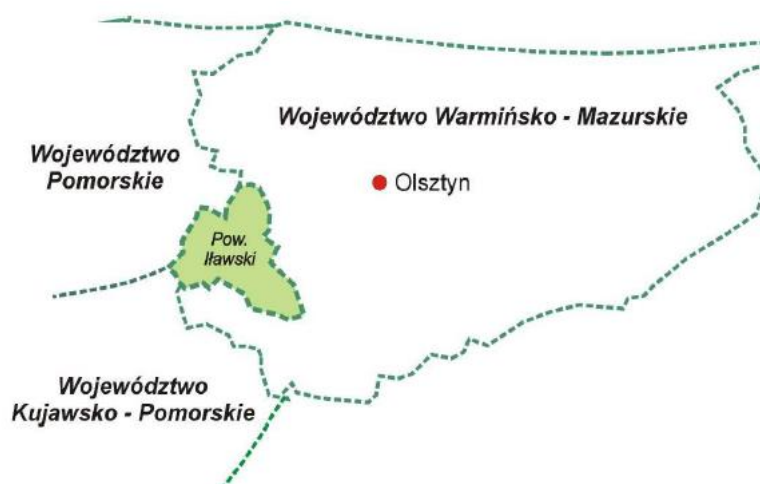 Województwo Warmińsko - Mazurskie
Województwo
Pomorskie
Olsztyn
Pow.
Iławski
Województwo
Kujawsko - Pomorskie